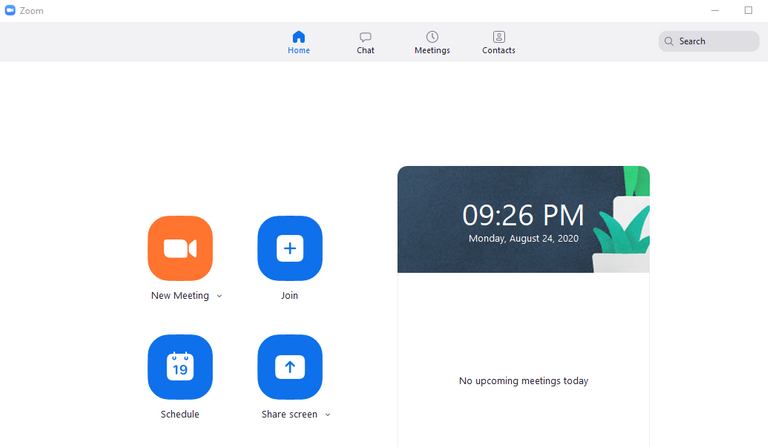 Zoom
Home Chat Meetings Contacts
Search
09:26 PM
Monday, August 24, 2020
New Meeting
Join
19
Schedule
Share screen
No upcoming meetings today